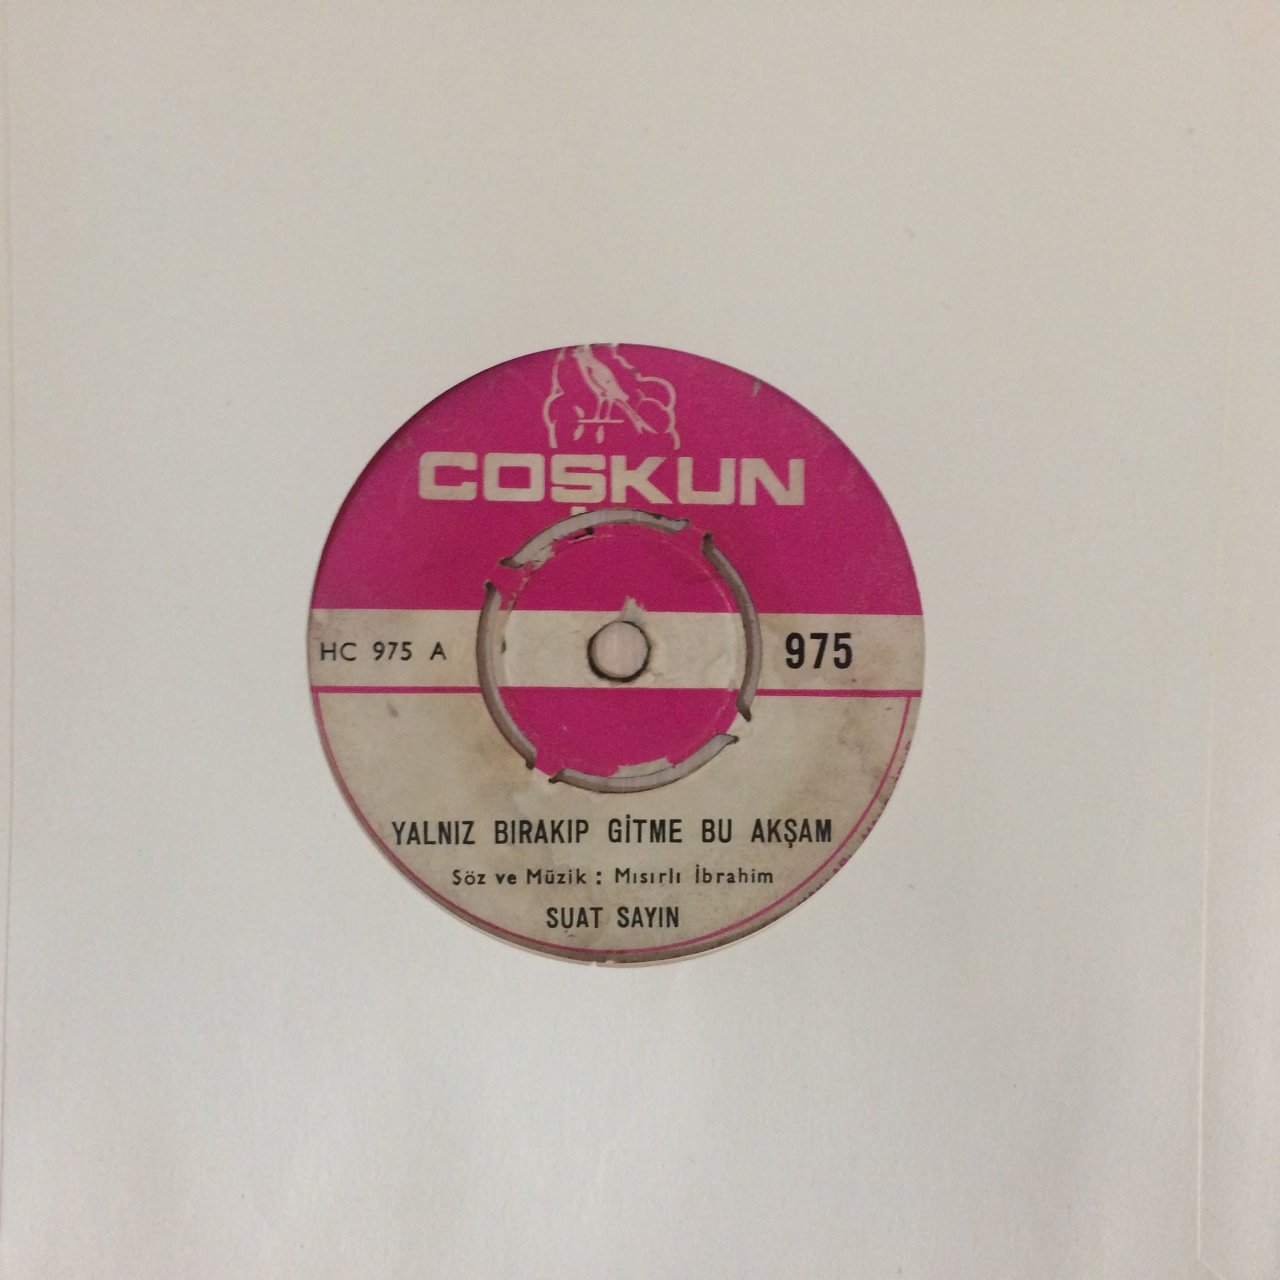 COŞKUN
HC 975 A
975
YALNIZ BIRAKIP GİTME BU AKŞAM
Söz ve Müzik : Mısırlı İbrahim
SUAT SAYIN